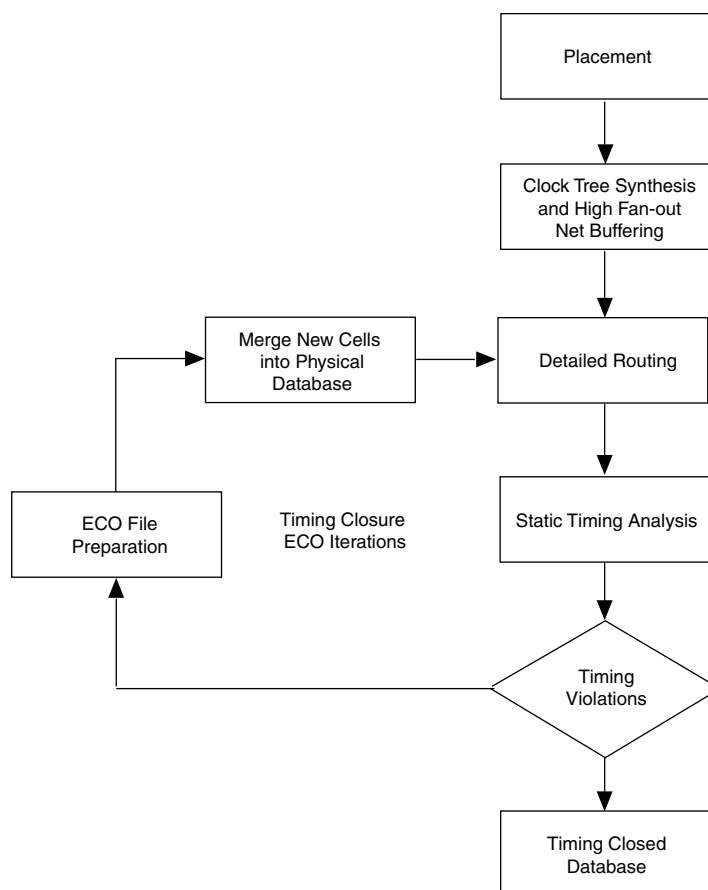 Placement
Clock Tree Synthesis
and High Fan-out
Net Buffering
Merge New Cells
into Physical
Database
Detailed Routing
ECO File
Preparation
Timing Closure
ECO Iterations
Static Timing Analysis
Timing
Violations
Timing Closed
Database